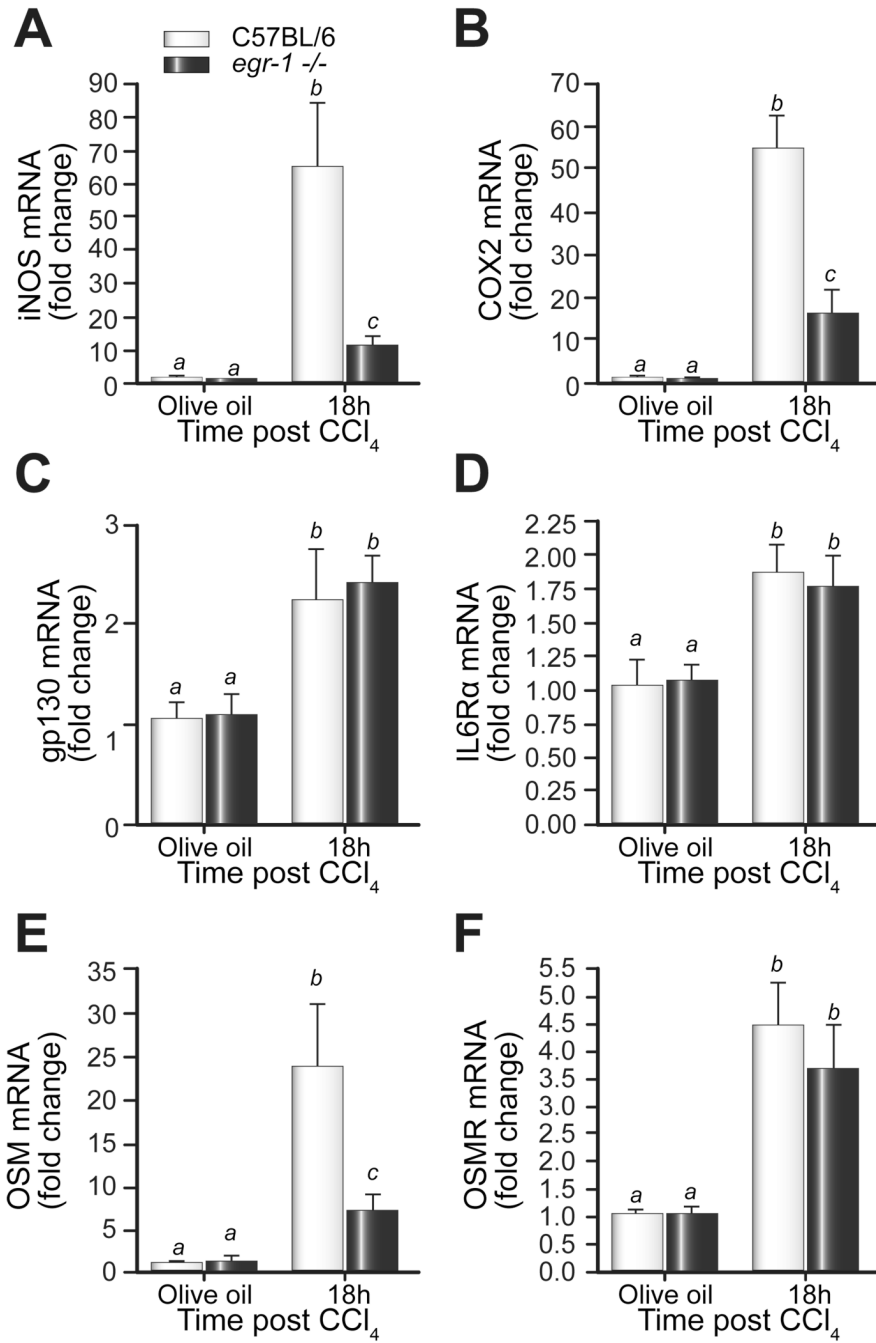 A
C57BL/6
egr-1 -/-
iNOS mRNA
(fold change)
90
80
70
60
50
40
30
20
10
0
a
a
b
c
Olive oil
18h
Time post CCl₄
B
COX2 mRNA
(fold change)
70
60
50
40
30
20
10
0
a
a
b
c
Olive oil
18h
Time post CCl₄
C
gp130 mRNA
(fold change)
3
2
1
0
a
a
b
b
Olive oil
18h
Time post CCl₄
D
IL6Rα mRNA
(fold change)
2.25
2.00
1.75
1.50
1.25
1.00
0.75
0.50
0.25
0.00
a
a
b
b
Olive oil
18h
Time post CCl₄
E
OSM mRNA
(fold change)
35
30
25
20
15
10
5
0
a
a
b
c
Olive oil
18h
Time post CCl₄
F
OSMR mRNA
(fold change)
5.5
5.0
4.5
4.0
3.5
3.0
2.5
2.0
1.5
1.0
0.5
0.0
a
a
b
b
Olive oil
18h
Time post CCl₄